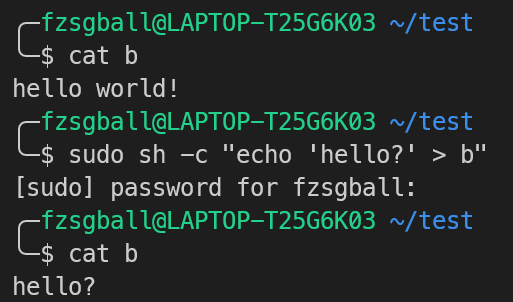 fzsgball@LAPTOP-T25G6K03 ~/test
$ cat b
hello world!
fzsgball@LAPTOP-T25G6K03 ~/test
$ sudo sh -c "echo 'hello?' > b"
[sudo] password for fzsgball:
fzsgball@LAPTOP-T25G6K03 ~/test
$ cat b
hello?